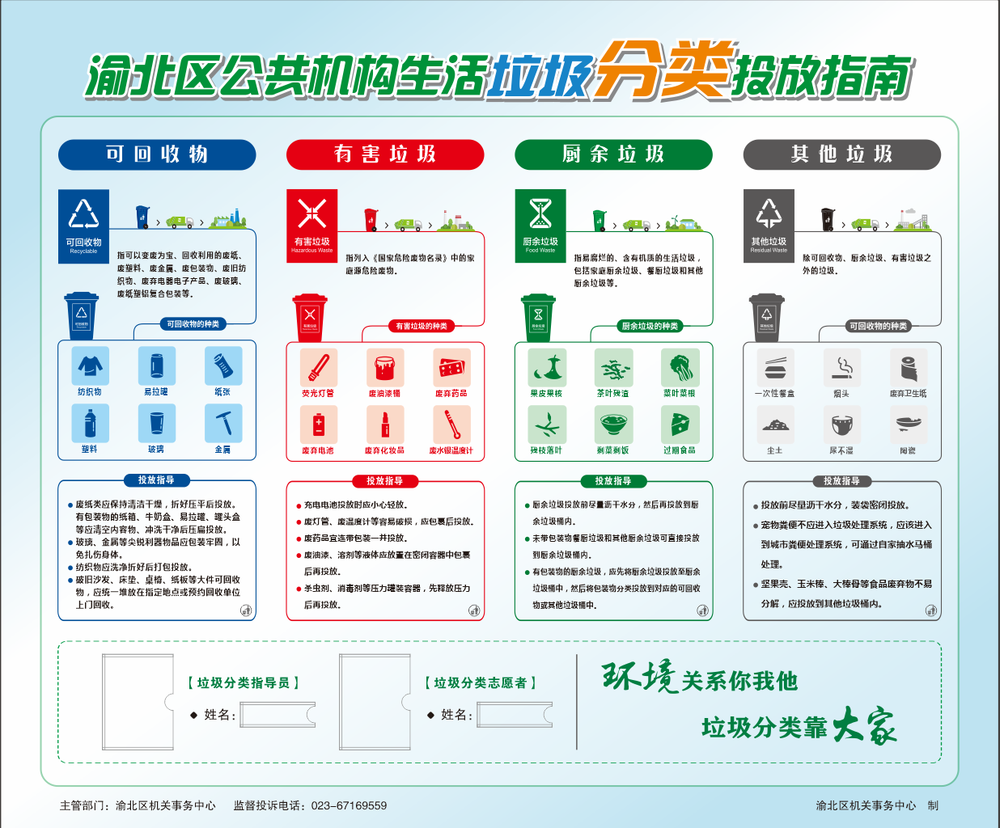 渝北区公共机构生活垃圾分类投放指南
可回收物
可回收物
Recyclable
指可以变废为宝、回收利用的废纸、
废塑料、废金属、废包装物、废旧纺
织物、废弃电器电子产品、废玻璃、
废纸塑铝复合包装等。
可回收物
可回收物的种类
纺织物 易拉罐 纸张
塑料 玻璃 金属
投放指导
● 废纸类应保持清洁干燥，折好压平后投放。
有包装物的纸箱、牛奶盒、易拉罐、罐头盒
等应清空内容物、冲洗干净后压扁投放。
● 玻璃、金属等尖锐利器物品应包装牢固，以
免扎伤身体。
● 纺织物应洗净折好后打包投放。
● 破旧沙发、床垫、桌椅、纸板等大件可回收
物，应统一堆放在指定地点或预约回收单位
上门回收。
有害垃圾
有害垃圾
Hazardous Waste
指列入《国家危险废物名录》中的家
庭源危险废物。
有害垃圾
有害垃圾的种类
荧光灯管 废油漆桶 废弃药品
废弃电池 废弃化妆品 废水银温度计
投放指导
● 充电电池投放时应小心轻放。
● 废灯管、废温度计等容易破损，应包裹后投放。
● 废药品宜连带包装一并投放。
● 废油漆、溶剂等液体应放置在密闭容器中包裹
后再投放。
● 杀虫剂、消毒剂等压力罐装容器，先释放压力
后再投放。
厨余垃圾
厨余垃圾
Food Waste
指易腐烂的、含有机质的生活垃圾，
包括家庭厨余垃圾、餐厨垃圾和其他
厨余垃圾等。
厨余垃圾
厨余垃圾的种类
果皮果核 茶叶残渣 菜叶菜根
残枝落叶 剩菜剩饭 过期食品
投放指导
● 厨余垃圾投放前尽量沥干水分，然后再投放到厨
余垃圾桶内。
● 未带包装物餐厨垃圾和其他厨余垃圾可直接投放
到厨余垃圾桶内。
● 有包装物的厨余垃圾，应先将厨余垃圾投放至厨余
垃圾桶中，然后将包装物分类投放到对应的可回收
物或其他垃圾桶中。
其他垃圾
其他垃圾
Residual Waste
除可回收物、厨余垃圾、有害垃圾之
外的垃圾。
其他垃圾
可回收物的种类
一次性餐盒 烟头 废弃卫生纸
尘土 尿不湿 陶瓷
投放指导
● 投放前尽量沥干水分，装袋密闭投放。
● 宠物粪便不应进入垃圾处理系统，应该进入
到城市粪便处理系统，可通过自家抽水马桶
处理。
● 坚果壳、玉米棒、大棒骨等食品废弃物不易
分解，应投放到其他垃圾桶内。
【垃圾分类指导员】
◆ 姓名：
【垃圾分类志愿者】
◆ 姓名：
环境关系你我他
垃圾分类靠大家
主管部门：渝北区机关事务中心 监督投诉电话：023-67169559
渝北区机关事务中心 制